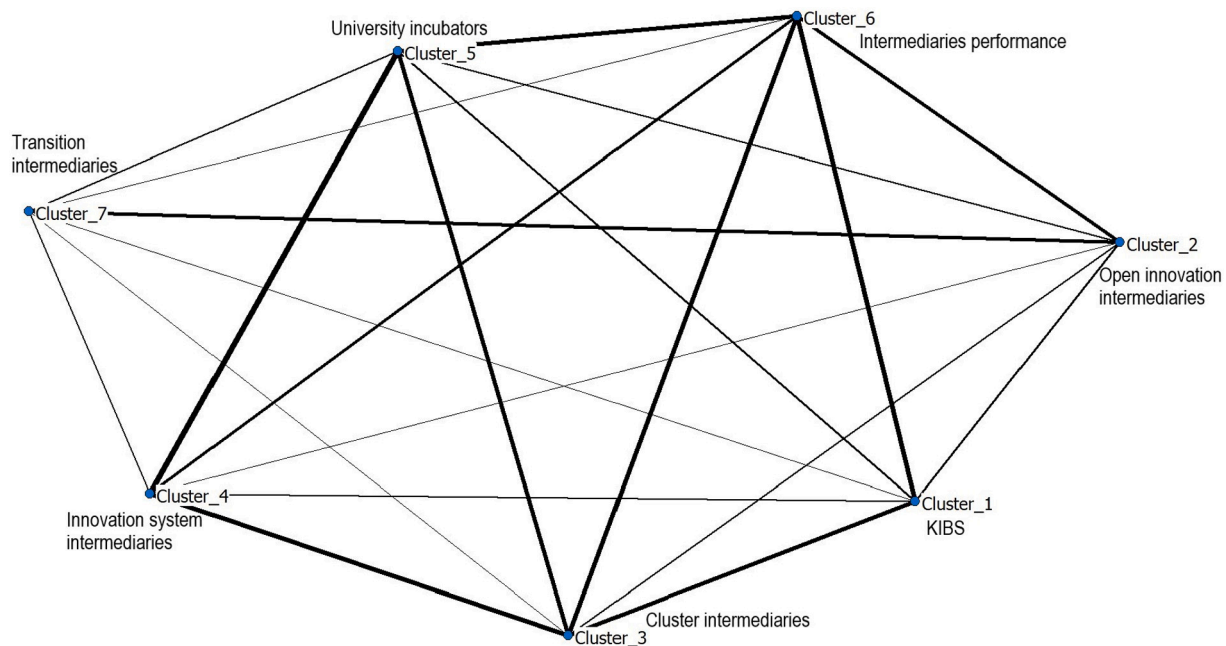 Cluster_6
Intermediaries performance
University incubators
Cluster_5
Transition
intermediaries
Cluster_7
Cluster_2
Open innovation
intermediaries
Cluster_4
Innovation system
intermediaries
Cluster_1
KIBS
Cluster_3
Cluster intermediaries